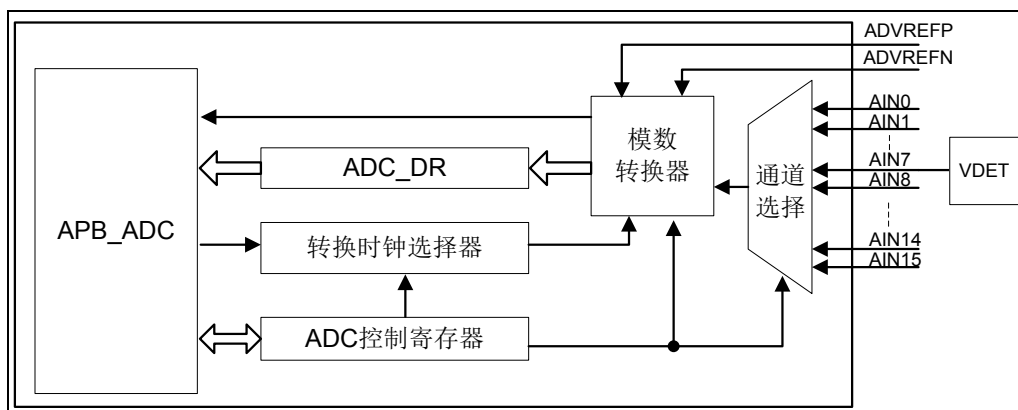 ADVREFP
ADVREFN
AIN0
AIN1
模数
转换器
ADC_DR
AIN7
VDET
通道
选择
AIN8
APB_ADC
转换时钟选择器
AIN14
AIN15
ADC控制寄存器